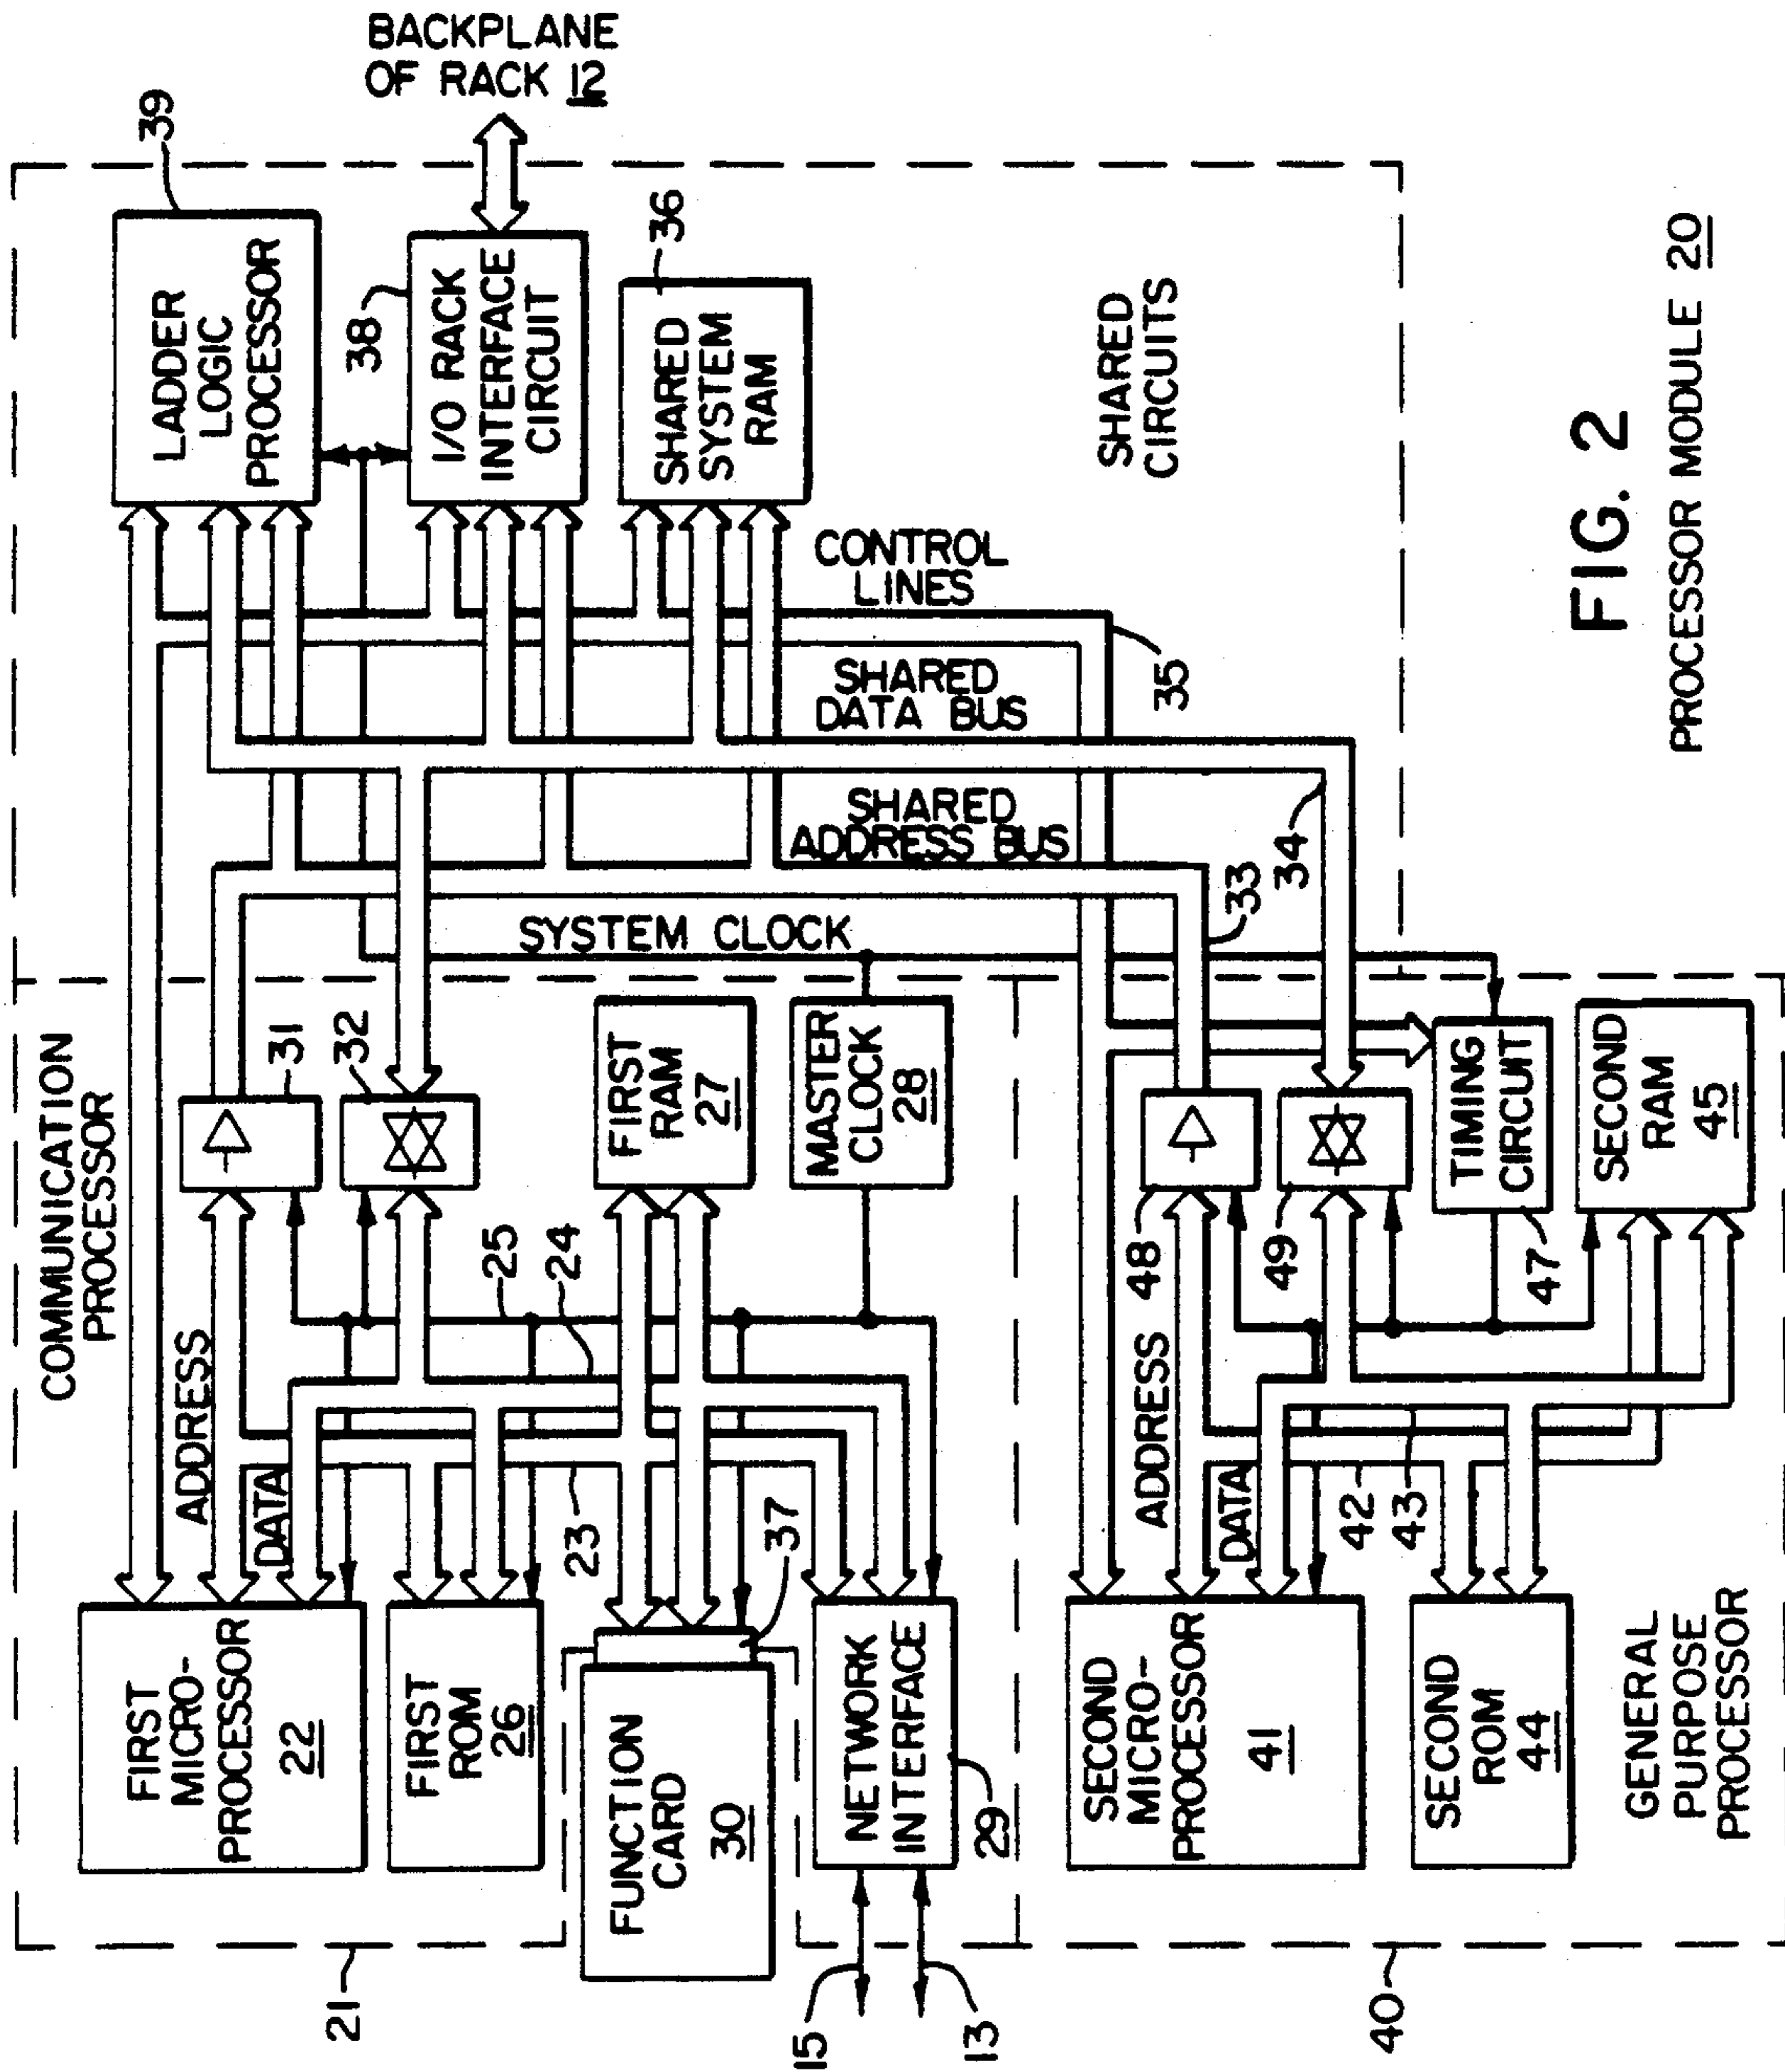 COMMUNICATION
PROCESSOR
21
FIRST
MICRO-
PROCESSOR
22
ADDRESS
DATA
31
32
25
24
23
FIRST
ROM
26
FIRST
RAM
27
FUNCTION
CARD
30
37
MASTER
CLOCK
28
NETWORK
INTERFACE
29
15
13
39
LADDER
LOGIC
PROCESSOR
BACKPLANE
OF RACK 12
38
I/O RACK
INTERFACE
CIRCUIT
36
SHARED
SYSTEM
RAM
CONTROL
LINES
SHARED
DATA BUS
SHARED
ADDRESS BUS
SYSTEM CLOCK
35
33
34
SHARED
CIRCUITS
SECOND
MICRO-
PROCESSOR
41
ADDRESS
DATA
48
49
42
43
47
TIMING
CIRCUIT
SECOND
ROM
44
SECOND
RAM
45
GENERAL
PURPOSE
PROCESSOR
40
FIG. 2
PROCESSOR MODULE 20